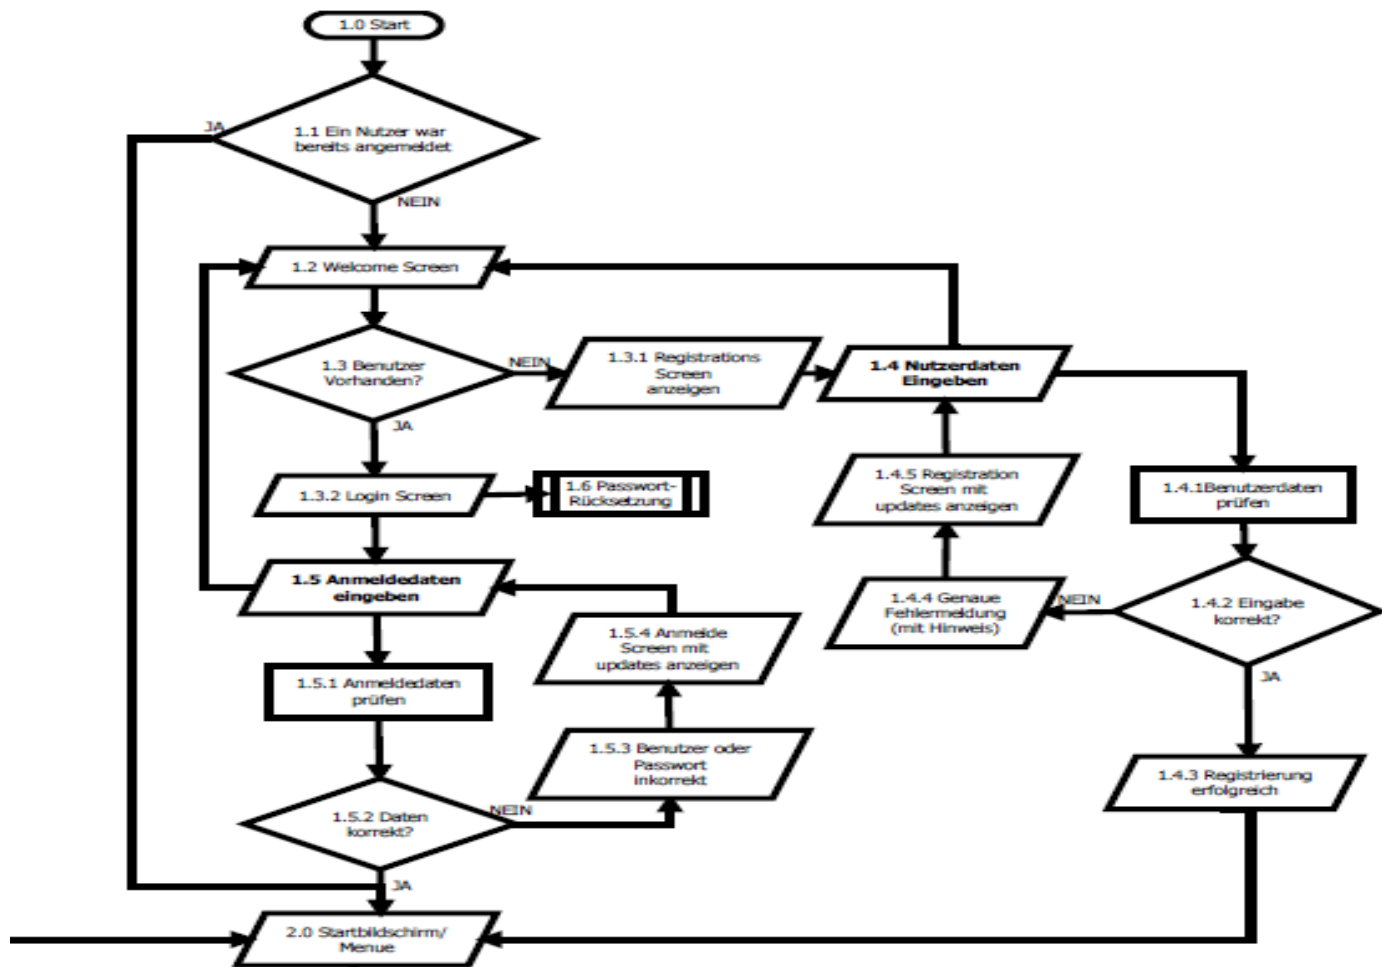 1.0 Start
JA
1.1 Ein Nutzer war
bereits angemeldet
NEIN
1.2 Welcome Screen
1.3 Benutzer
Vorhanden?
NEIN
1.3.1 Registrations
Screen
anzeigen
1.4 Nutzerdaten
Eingeben
JA
1.3.2 Login Screen
1.6 Passwort-
Rücksetzung
1.4.5 Registration
Screen mit
updates anzeigen
1.4.1Benutzerdaten
prüfen
1.5 Anmeldedaten
eingeben
1.4.4 Genaue
Fehlermeldung
(mit Hinweis)
NEIN
1.4.2 Eingabe
korrekt?
1.5.4 Anmelde
Screen mit
updates anzeigen
JA
1.5.1 Anmeldedaten
prüfen
1.5.3 Benutzer oder
Passwort
inkorrekt
1.4.3 Registrierung
erfolgreich
1.5.2 Daten
korrekt?
NEIN
JA
2.0 Startbildschirm/
Menue